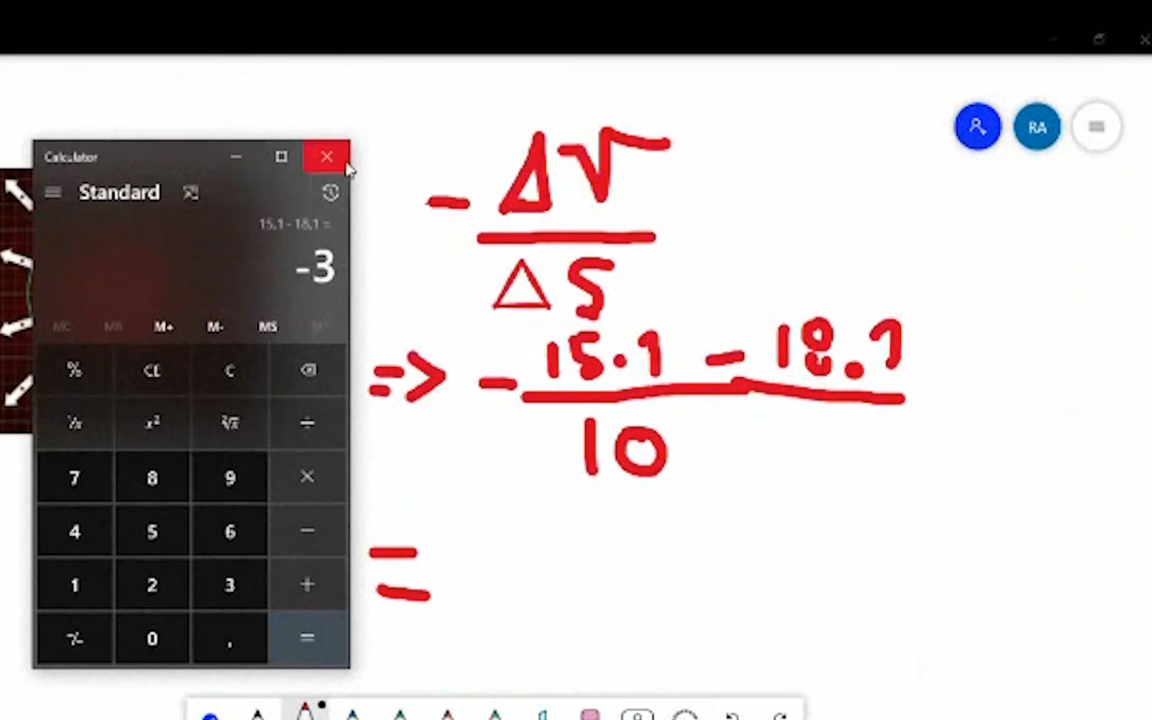 RA
Calculator
Standard
15,1 - 18,1 =
-3
MC MR M+ M- MS
% CE C
¹/x x² ²√x ÷
7 8 9 ×
4 5 6 −
1 2 3 +
+/- 0 , =
- ΔV
ΔS
=> - 15.1 - 18.1
10
=